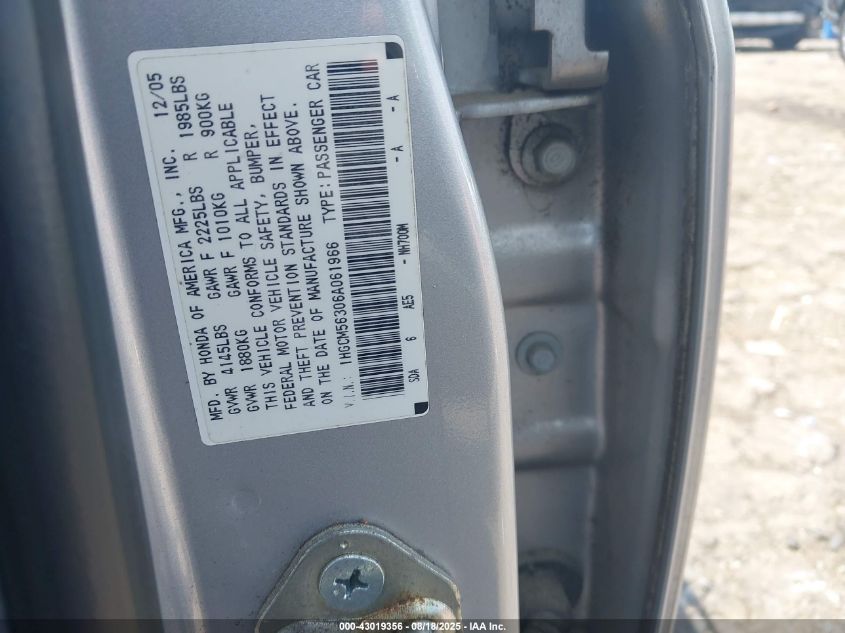 MFD. BY HONDA OF AMERICA MFG., INC. 12/05
GVWR 4145LBS GAWR F 2225LBS R 1985LBS
GVWR 1880KG GAWR F 1010KG R 900KG
THIS VEHICLE CONFORMS TO ALL APPLICABLE
FEDERAL MOTOR VEHICLE SAFETY, BUMPER,
AND THEFT PREVENTION STANDARDS IN EFFECT
ON THE DATE OF MANUFACTURE SHOWN ABOVE.
V.I.N.: 1HGCM56306A061966 TYPE:PASSENGER CAR
SDA 6 AE5 -NH700M -A -A
000-43019356 - 08/18/2025 - IAA Inc.